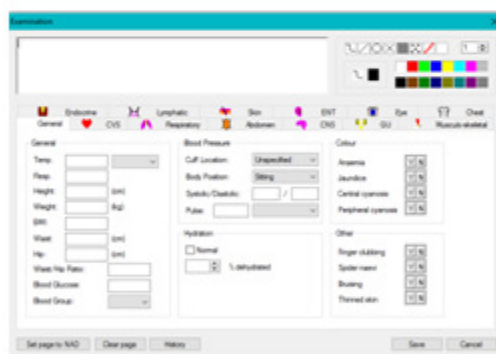 Examination
1
Endocrine Lymphatic Skin ENT Eye Chest
General CVS Respiratory Abdomen CNS GU Musculo-skeletal
General
Temp:
Resp:
Height: (cm)
Weight: (kg)
BMI:
Waist: (cm)
Hip: (cm)
Waist/Hip Ratio:
Blood Glucose:
Blood Group:
Blood Pressure
Cuff Location: Unspecified
Body Position: Sitting
Systolic/Diastolic: /
Pulse:
Hydration
Normal
% dehydrated
Colour
Anaemia Y N
Jaundice Y N
Central cyanosis Y N
Peripheral cyanosis Y N
Other
Finger clubbing Y N
Spider naevi Y N
Bruising Y N
Thinned skin Y N
Set page to NAD Clear page History Save Cancel